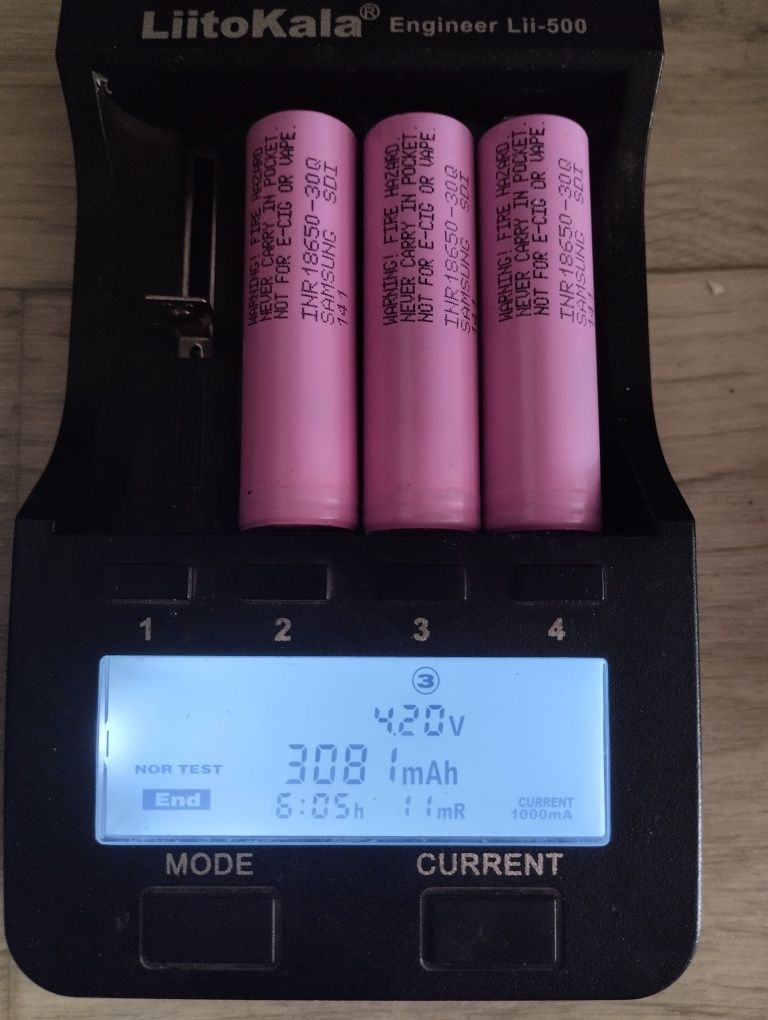 LiitoKala® Engineer Lii-500
WARNING! FIRE HAZARD.
NEVER CARRY IN POCKET.
NOT FOR E-CIG OR VAPE.
INR18650-30Q
SAMSUNG SDI
141
WARNING! FIRE HAZARD.
NEVER CARRY IN POCKET.
NOT FOR E-CIG OR VAPE.
INR18650-30Q
SAMSUNG SDI
141
WARNING! FIRE HAZARD.
NEVER CARRY IN POCKET.
NOT FOR E-CIG OR VAPE.
INR18650-30Q
SAMSUNG SDI
141
1 2 3 4
3
4.20V
NOR TEST 3081mAh
End 6:05h 11mR CURRENT
1000mA
MODE CURRENT